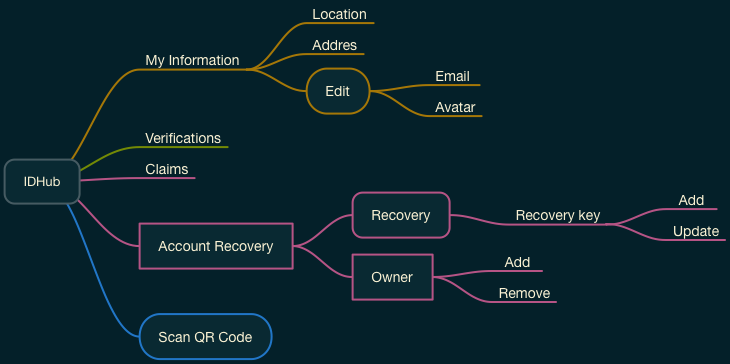 IDHub
My Information
Location
Addres
Edit
Email
Avatar
Verifications
Claims
Account Recovery
Recovery
Recovery key
Add
Update
Owner
Add
Remove
Scan QR Code